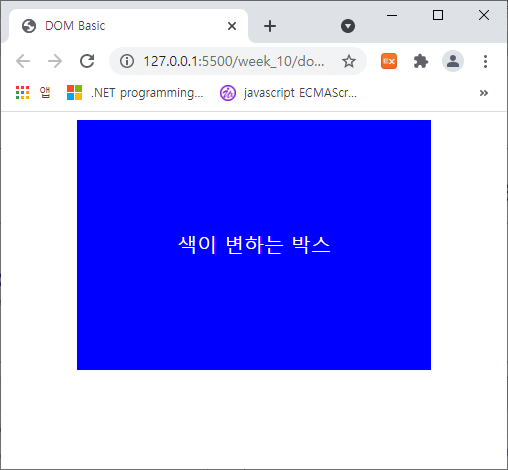 DOM Basic
127.0.0.1:5500/week_10/do...
앱
.NET programming...
javascript ECMAScr...
»
색이 변하는 박스